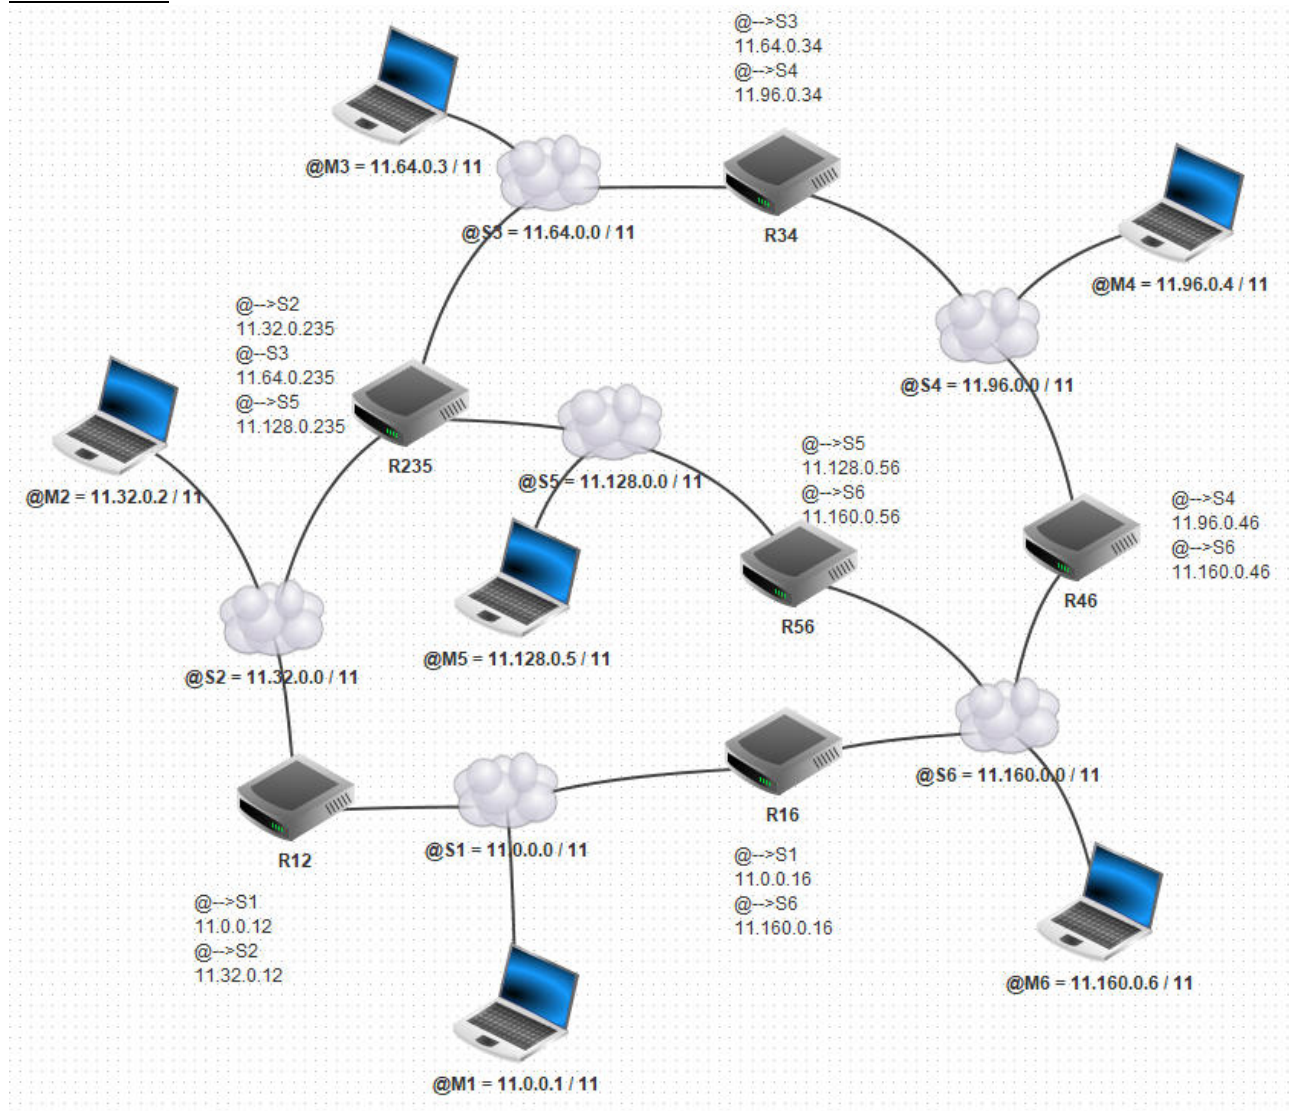 @-->S3
11.64.0.34
@-->S4
11.96.0.34
@M3 = 11.64.0.3 / 11
@S3 = 11.64.0.0 / 11
R34
@M4 = 11.96.0.4 / 11
@-->S2
11.32.0.235
@--S3
11.64.0.235
@-->S5
11.128.0.235
@S4 = 11.96.0.0 / 11
R235
@M2 = 11.32.0.2 / 11
@S5 = 11.128.0.0 / 11
@-->S5
11.128.0.56
@-->S6
11.160.0.56
@-->S4
11.96.0.46
@-->S6
11.160.0.46
R46
R56
@M5 = 11.128.0.5 / 11
@S2 = 11.32.0.0 / 11
@S6 = 11.160.0.0 / 11
R16
@S1 = 11.0.0.0 / 11
R12
@-->S1
11.0.0.16
@-->S6
11.160.0.16
@-->S1
11.0.0.12
@-->S2
11.32.0.12
@M6 = 11.160.0.6 / 11
@M1 = 11.0.0.1 / 11